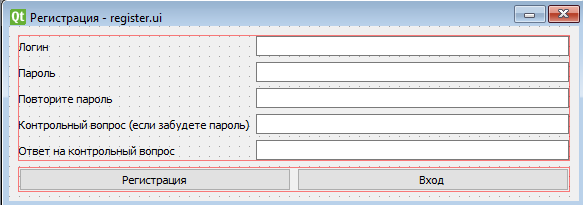 Qt Регистрация - register.ui
Логин
Пароль
Повторите пароль
Контрольный вопрос (если забудете пароль)
Ответ на контрольный вопрос
Регистрация Вход